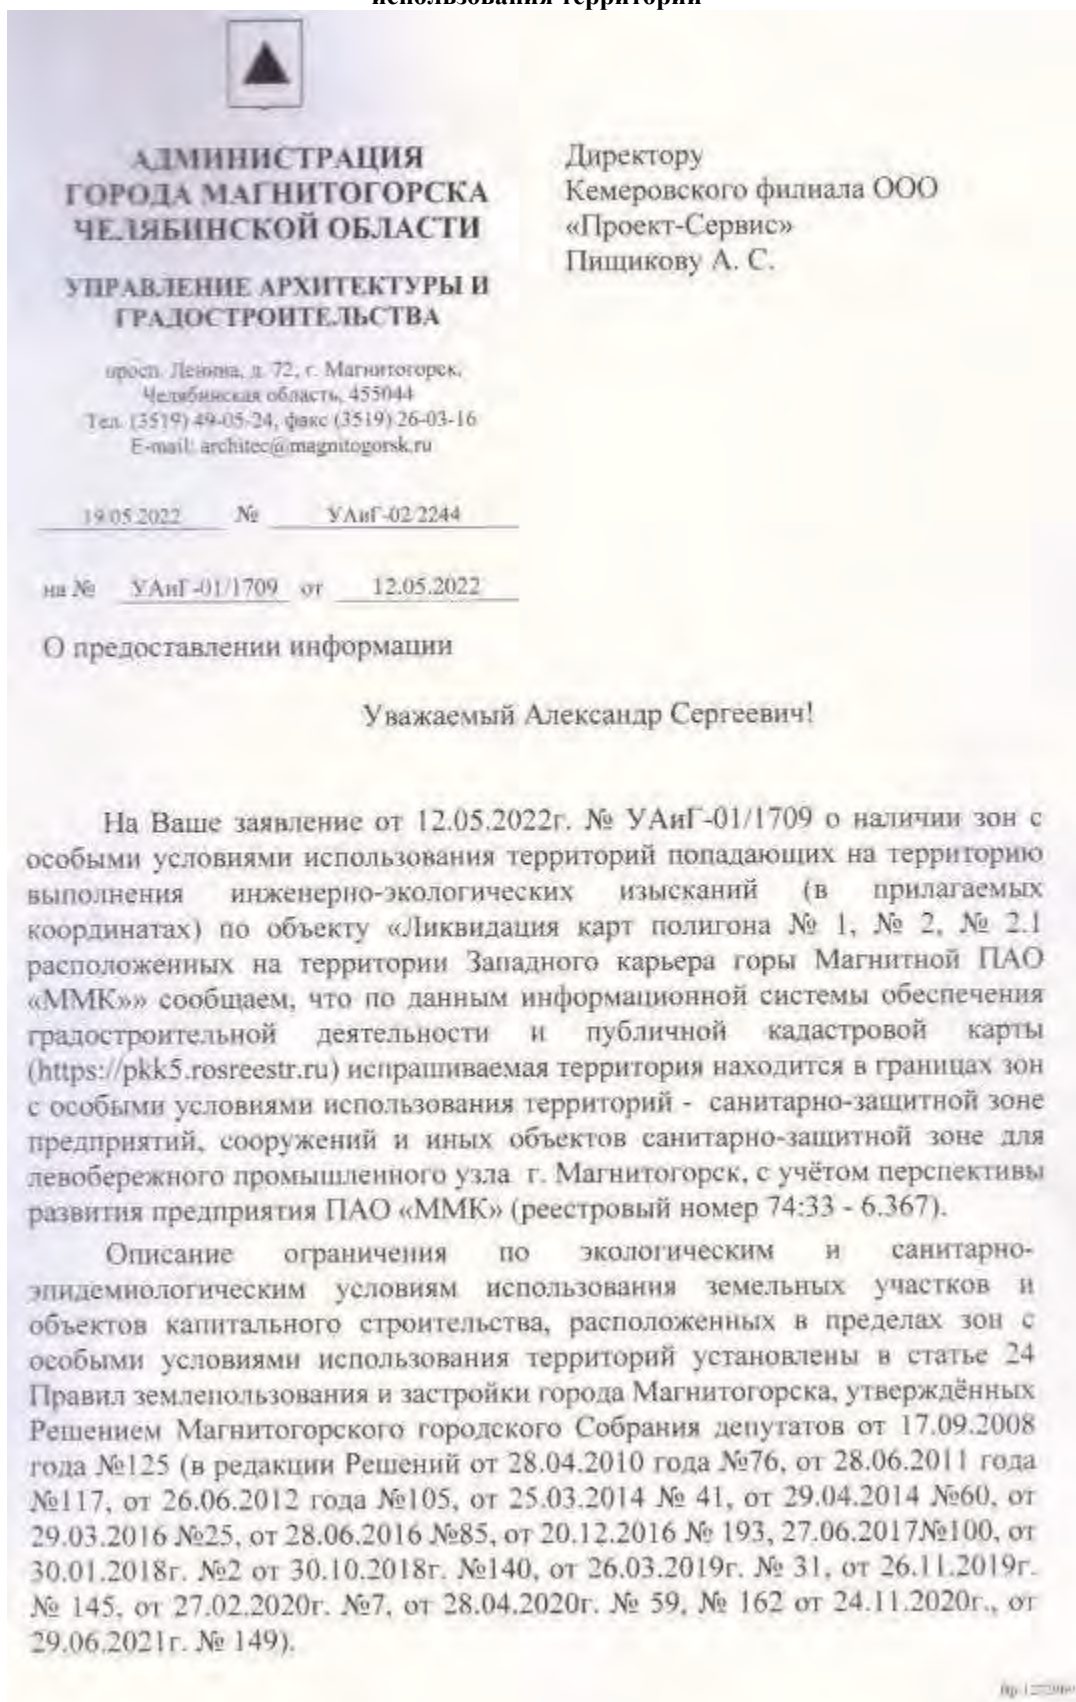 использования территории
АДМИНИСТРАЦИЯ
ГОРОДА МАГНИТОГОРСКА
ЧЕЛЯБИНСКОЙ ОБЛАСТИ
УПРАВЛЕНИЕ АРХИТЕКТУРЫ И
ГРАДОСТРОИТЕЛЬСТВА
просп. Ленина, д. 72, г. Магнитогорск,
Челябинская область, 455044
Тел. (3519) 49-05-24, факс (3519) 26-03-16
E-mail: architec@magnitogorsk.ru
19.05.2022 № УАиГ-02/2244
на № УАиГ-01/1709 от 12.05.2022
О предоставлении информации
Директору
Кемеровского филиала ООО
«Проект-Сервис»
Пищикову А. С.
Уважаемый Александр Сергеевич!
На Ваше заявление от 12.05.2022г. № УАиГ-01/1709 о наличии зон с
особыми условиями использования территорий попадающих на территорию
выполнения инженерно-экологических изысканий (в прилагаемых
координатах) по объекту «Ликвидация карт полигона № 1, № 2, № 2.1
расположенных на территории Западного карьера горы Магнитной ПАО
«ММК»» сообщаем, что по данным информационной системы обеспечения
градостроительной деятельности и публичной кадастровой карты
(https://pkk5.rosreestr.ru) испрашиваемая территория находится в границах зон
с особыми условиями использования территорий - санитарно-защитной зоне
предприятий, сооружений и иных объектов санитарно-защитной зоне для
левобережного промышленного узла г. Магнитогорск, с учётом перспективы
развития предприятия ПАО «ММК» (реестровый номер 74:33 - 6.367).
Описание ограничения по экологическим и санитарно-
эпидемиологическим условиям использования земельных участков и
объектов капитального строительства, расположенных в пределах зон с
особыми условиями использования территорий установлены в статье 24
Правил землепользования и застройки города Магнитогорска, утверждённых
Решением Магнитогорского городского Собрания депутатов от 17.09.2008
года №125 (в редакции Решений от 28.04.2010 года №76, от 28.06.2011 года
№117, от 26.06.2012 года №105, от 25.03.2014 № 41, от 29.04.2014 №60, от
29.03.2016 №25, от 28.06.2016 №85, от 20.12.2016 № 193, 27.06.2017№100, от
30.01.2018г. №2 от 30.10.2018г. №140, от 26.03.2019г. № 31, от 26.11.2019г.
№ 145, от 27.02.2020г. №7, от 28.04.2020г. № 59, № 162 от 24.11.2020г., от
29.06.2021г. № 149).